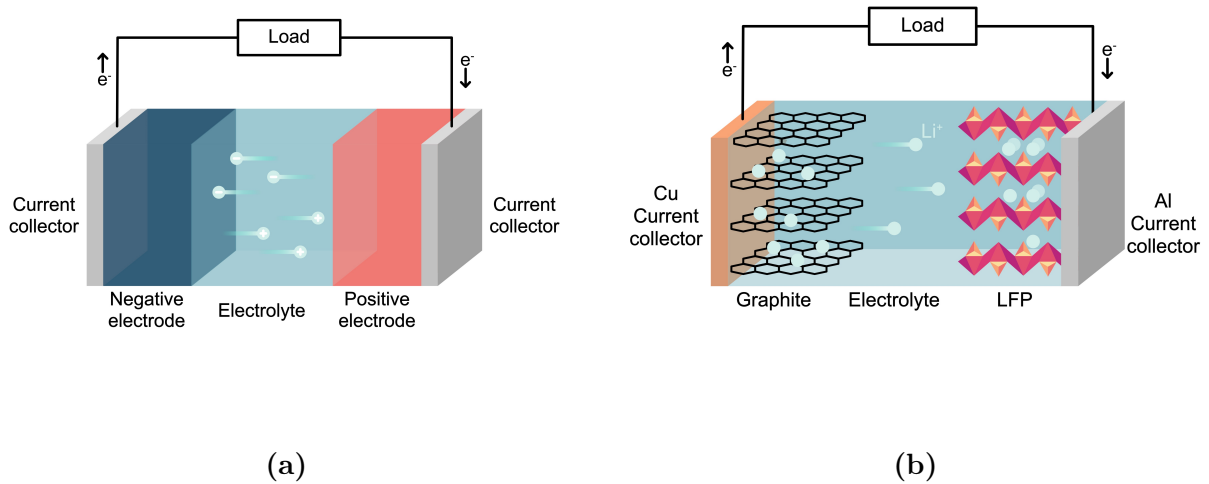 Load
e-
e-
Current
collector
Current
collector
Negative
electrode
Electrolyte
Positive
electrode
(a)
Load
e-
e-
Li+
Cu
Current
collector
Al
Current
collector
Graphite
Electrolyte
LFP
(b)